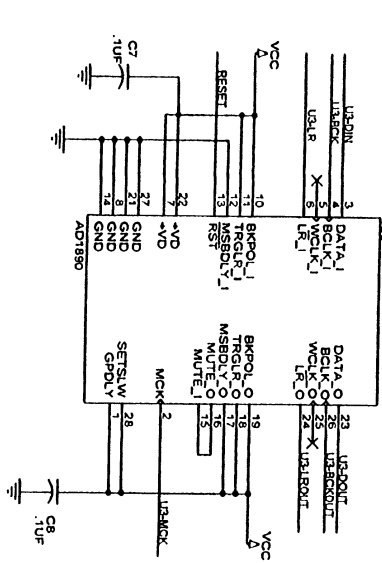 U3-DIN 3 DATA_I DATA_O 23 U3-DOUT
U3-BCK 4 BCLK_I BCLK_O 26 U3-BCKOUT
5 WCLK_I WCLK_O 25
U3-LR 6 LR_I LR_O 24 U3-LROUT
VCC
VCC
10 BKPOL_I BKPOL_O 19
11 TRGLR_I TRGLR_O 18
12 MSBDLY_I MSBDLY_O 17
RESET 13 RST MUTE_O 16
MUTE_I 15
22 +VD
7 +VD MCK 2 U3-MCK
C7
.1UF
27 GND
21 GND SETSLW 28
8 GND GPDLY 1
14 GND
C8
.1UF
AD1890